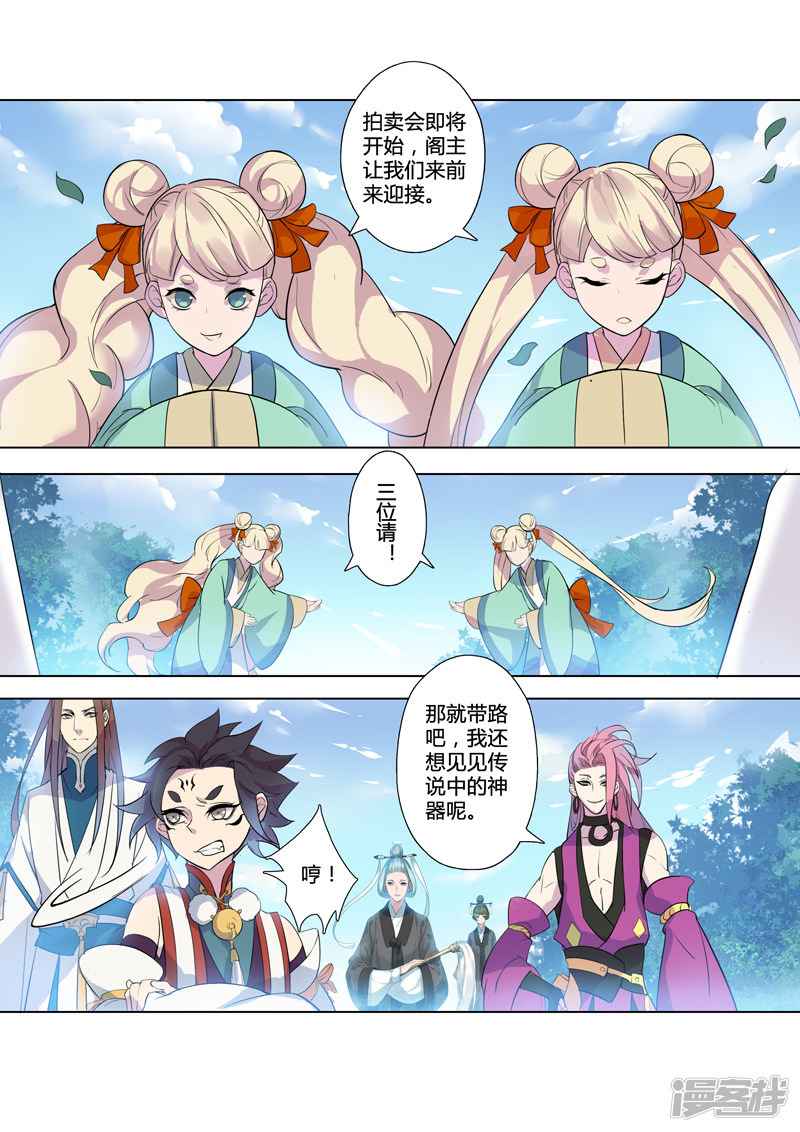 拍卖会即将
开始，阁主
让我们来前
来迎接。
三位请！
那就带路
吧，我还
想见见传
说中的神
器呢。
哼！
漫客栈